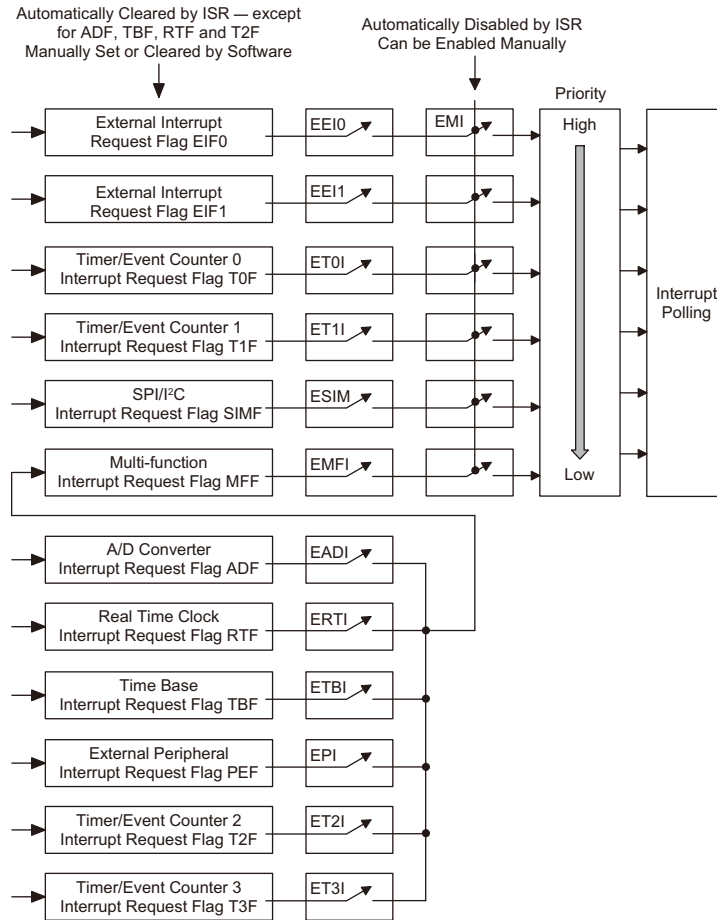 Automatically Cleared by ISR — except
for ADF, TBF, RTF and T2F
Manually Set or Cleared by Software
Automatically Disabled by ISR
Can be Enabled Manually
Priority
External Interrupt
Request Flag EIF0
EEI0
EMI
High
External Interrupt
Request Flag EIF1
EEI1
Timer/Event Counter 0
Interrupt Request Flag T0F
ET0I
Interrupt
Polling
Timer/Event Counter 1
Interrupt Request Flag T1F
ET1I
SPI/I²C
Interrupt Request Flag SIMF
ESIM
Multi-function
Interrupt Request Flag MFF
EMFI
Low
A/D Converter
Interrupt Request Flag ADF
EADI
Real Time Clock
Interrupt Request Flag RTF
ERTI
Time Base
Interrupt Request Flag TBF
ETBI
External Peripheral
Interrupt Request Flag PEF
EPI
Timer/Event Counter 2
Interrupt Request Flag T2F
ET2I
Timer/Event Counter 3
Interrupt Request Flag T3F
ET3I